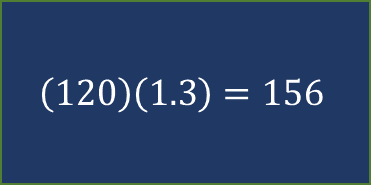 (120)(1.3) = 156